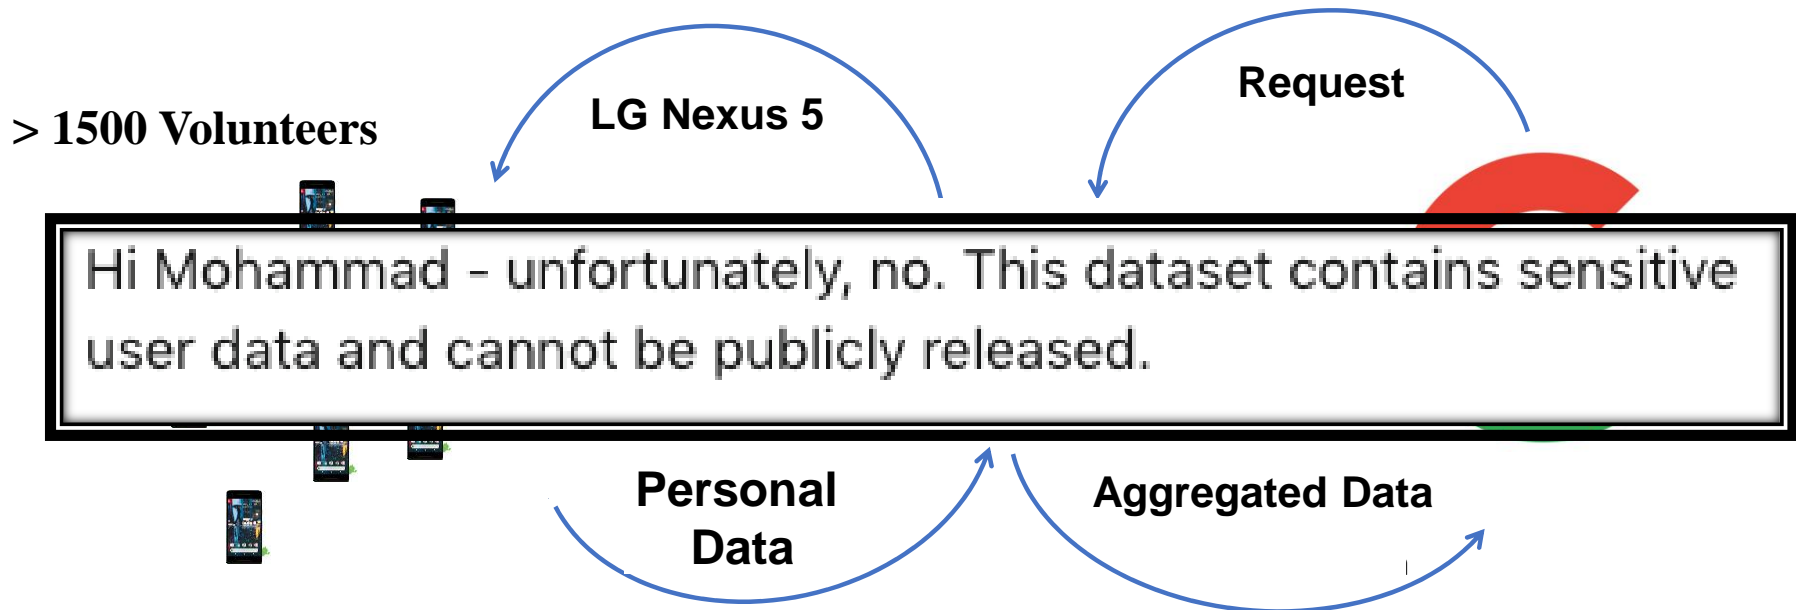 Request
LG Nexus 5
> 1500 Volunteers
Hi Mohammad - unfortunately, no. This dataset contains sensitive
user data and cannot be publicly released.
Personal
Data
Aggregated Data